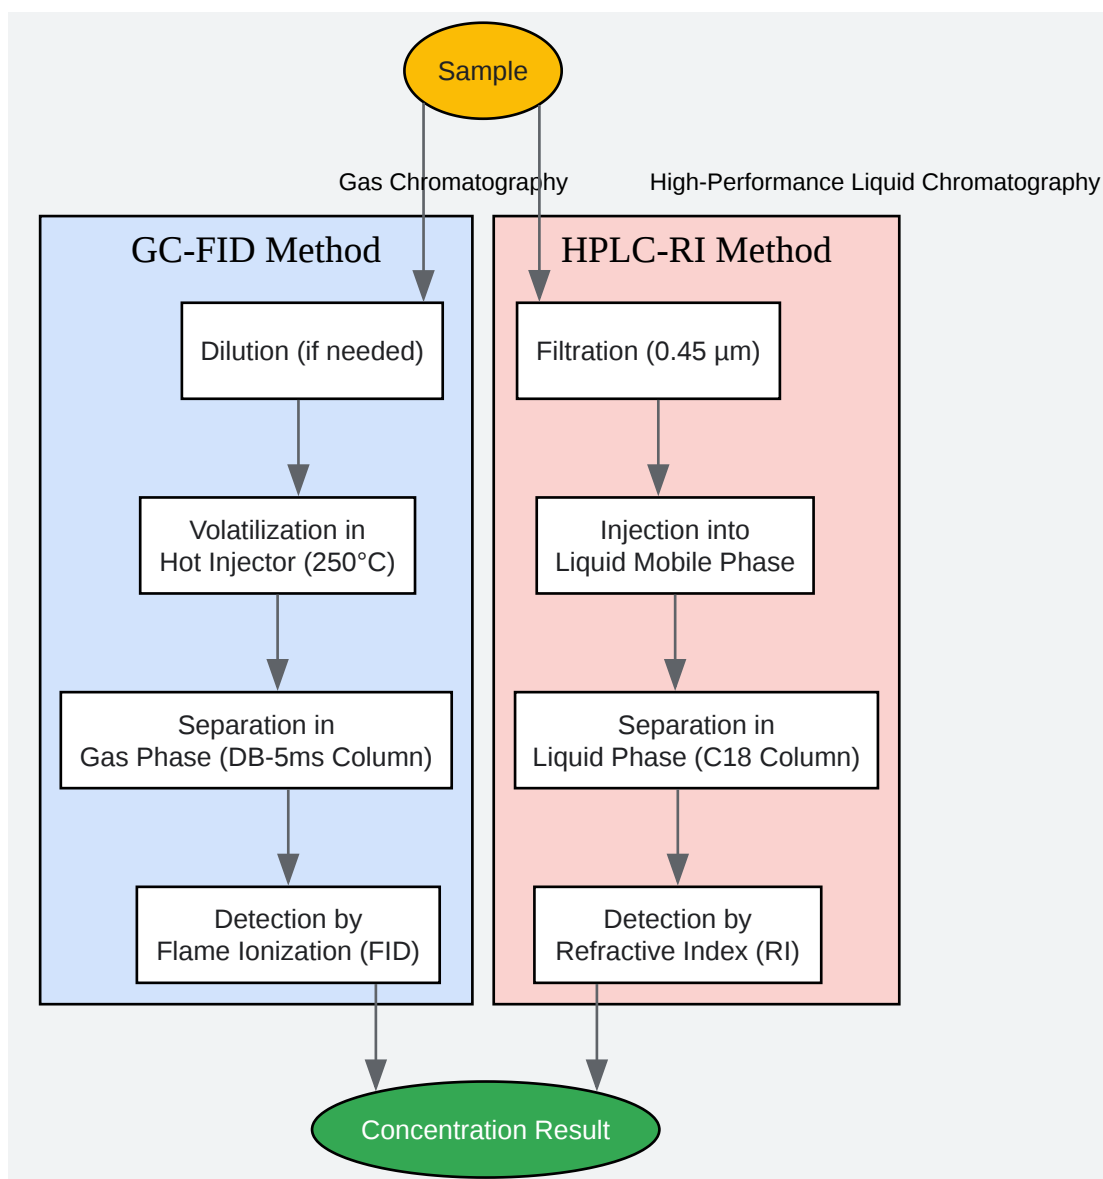 Sample
Gas Chromatography
High-Performance Liquid Chromatography
GC-FID Method
Dilution (if needed)
Volatilization in
Hot Injector (250°C)
Separation in
Gas Phase (DB-5ms Column)
Detection by
Flame Ionization (FID)
HPLC-RI Method
Filtration (0.45 µm)
Injection into
Liquid Mobile Phase
Separation in
Liquid Phase (C18 Column)
Detection by
Refractive Index (RI)
Concentration Result